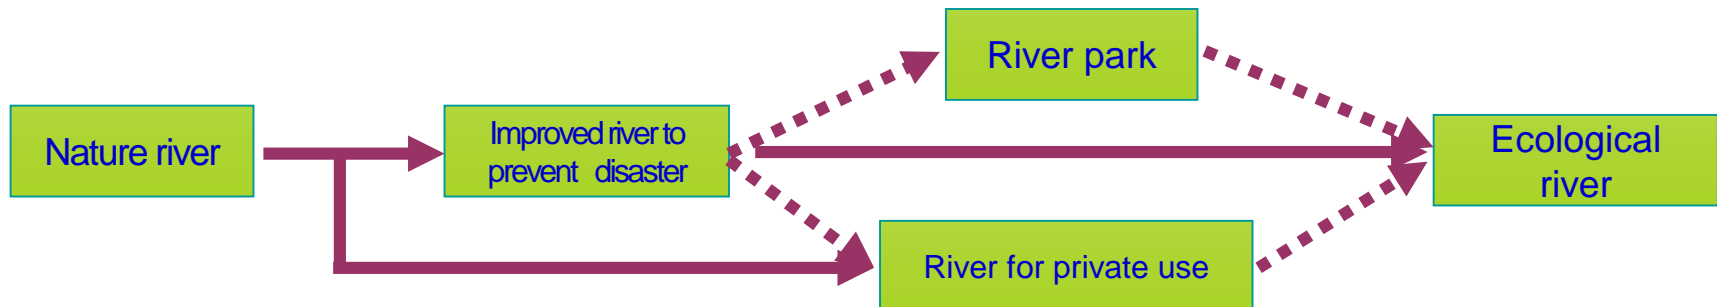 Nature river
Improved river to
prevent disaster
River park
River for private use
Ecological
river